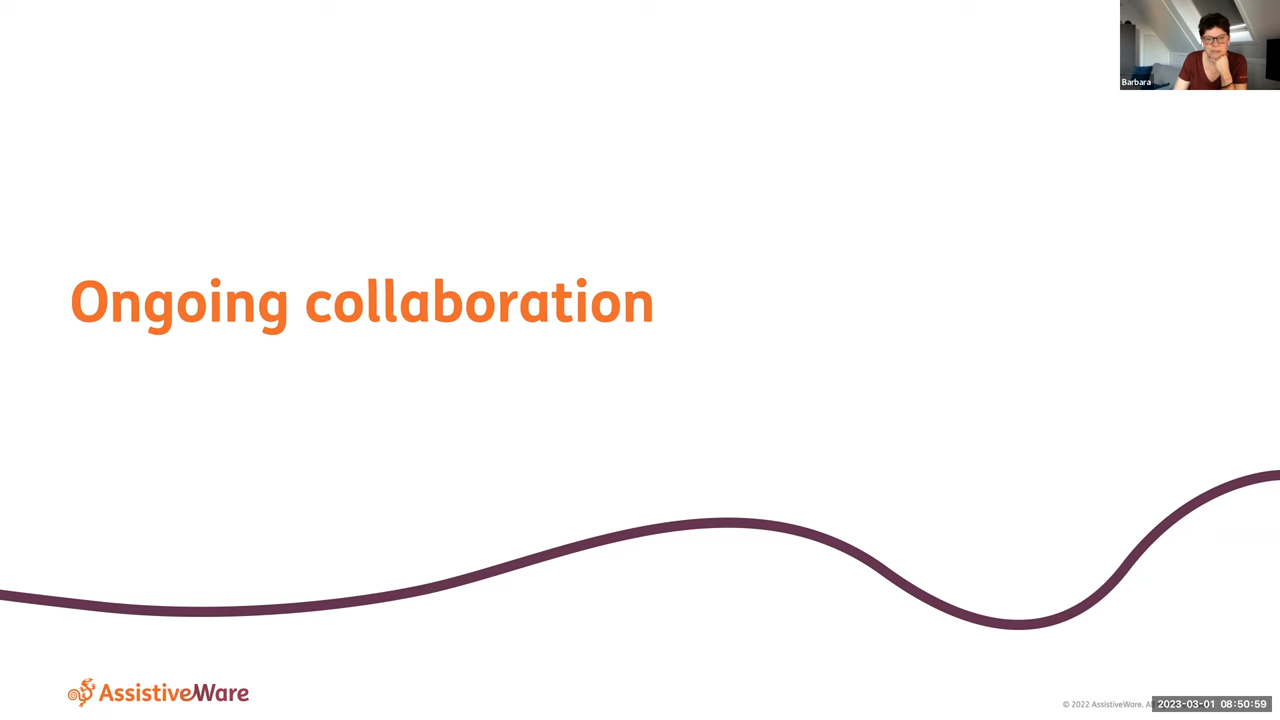 Barbara
Ongoing collaboration
AssistiveWare
© 2022 AssistiveWare.
2023-03-01 08:50:59